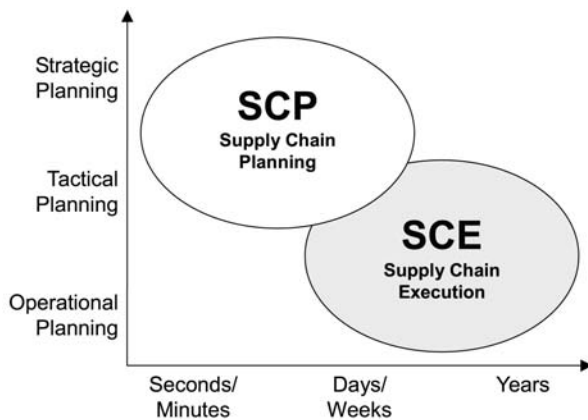 Strategic
Planning
SCP
Supply Chain
Planning
Tactical
Planning
SCE
Supply Chain
Execution
Operational
Planning
Seconds/
Minutes
Days/
Weeks
Years